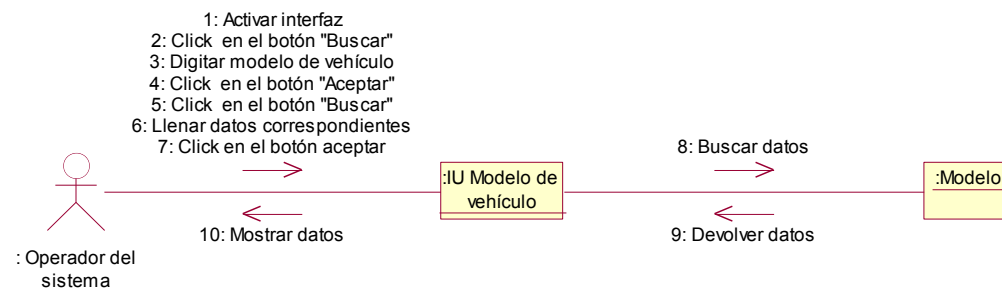 1: Activar interfaz
2: Click en el botón "Buscar"
3: Digitar modelo de vehículo
4: Click en el botón "Aceptar"
5: Click en el botón "Buscar"
6: Llenar datos correspondientes
7: Click en el botón aceptar
8: Buscar datos
:IU Modelo de
vehículo
:Modelo
10: Mostrar datos
9: Devolver datos
: Operador del
sistema